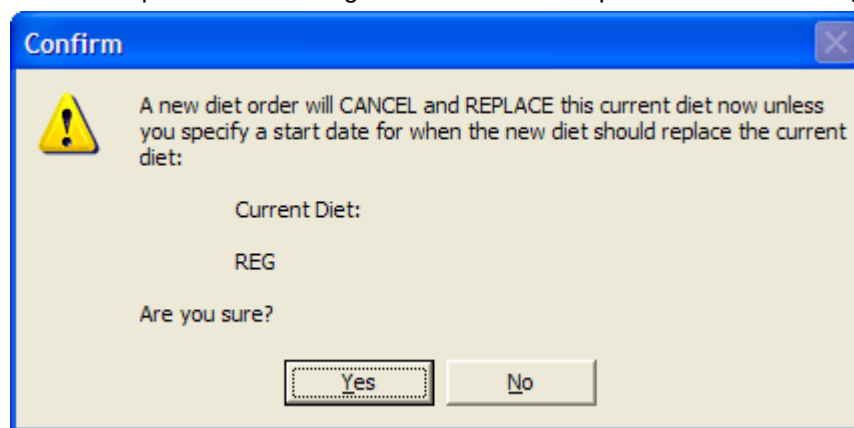 Confirm
A new diet order will CANCEL and REPLACE this current diet now unless
you specify a start date for when the new diet should replace the current
diet:
Current Diet:
REG
Are you sure?
Yes
No